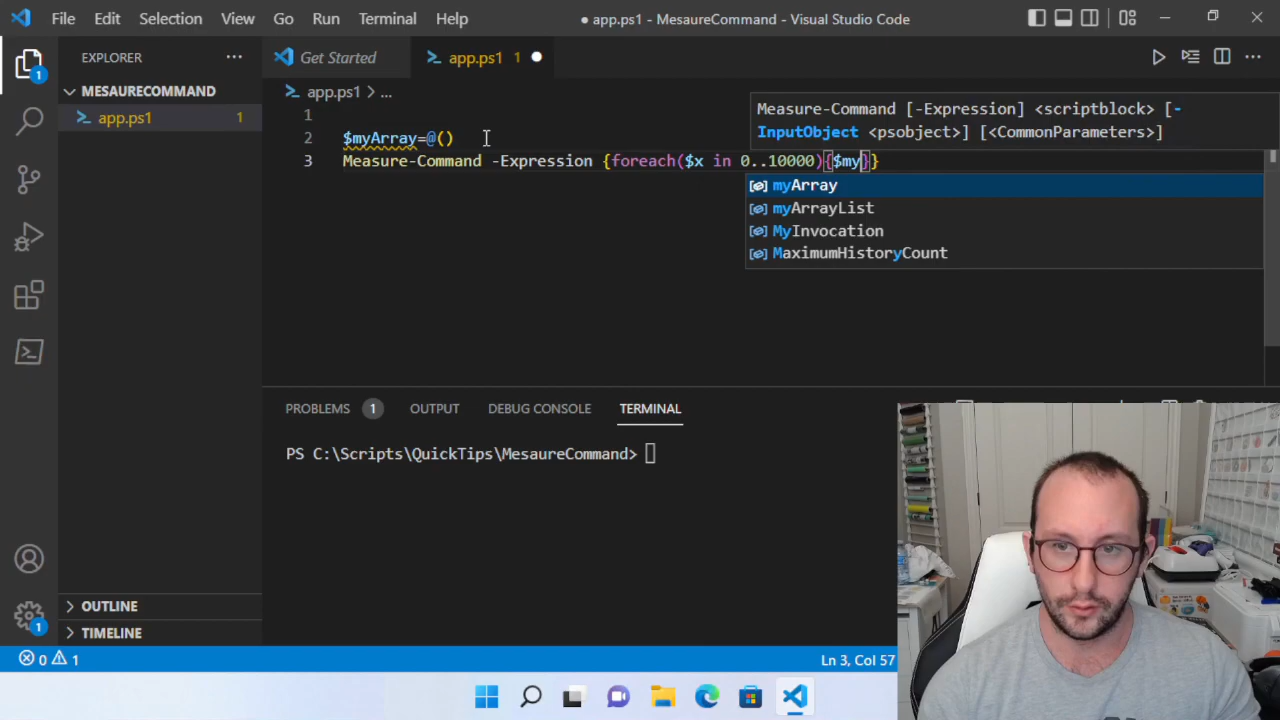 File Edit Selection View Go Run Terminal Help
● app.ps1 - MesaureCommand - Visual Studio Code
EXPLORER
Get Started
app.ps1 1
MESAURECOMMAND
app.ps1 1
app.ps1 > ...
Measure-Command [-Expression] <scriptblock> [-
InputObject <psobject>] [<CommonParameters>]
1
2 $myArray=@()
3 Measure-Command -Expression {foreach($x in 0..10000){$my}}
myArray
myArrayList
MyInvocation
MaximumHistoryCount
PROBLEMS 1 OUTPUT DEBUG CONSOLE TERMINAL
PS C:\Scripts\QuickTips\MesaureCommand>
OUTLINE
TIMELINE
1
1
0 1
Ln 3, Col 57